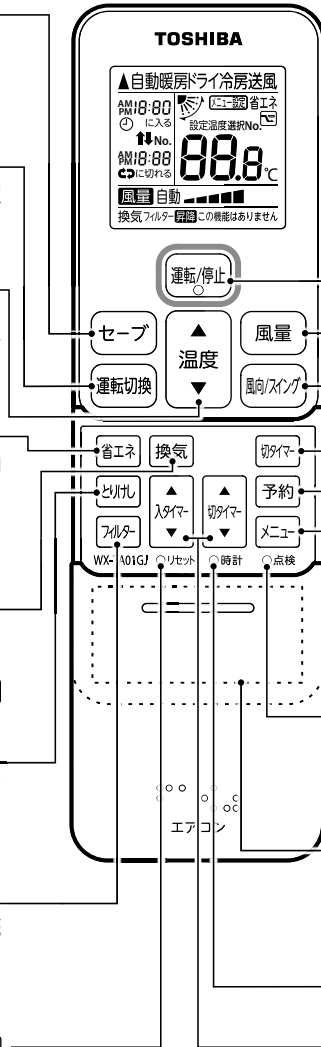 TOSHIBA
▲自動暖房ドライ冷房送風
AM
PM 18:80 メニュー設定 省エネ
に入る 設定温度選択No.
No.
AM
PM 18:88 88.8℃
に切れる
風量 自動
換気 フィルター 昇降 この機能はありません
運転/停止
セーブ ▲ 風量
温度
運転切換 ▼ 風向/スイング
省エネ 換気 切タイマー
とりけし ▲ ▲ 予約
入タイマー 切タイマー
フィルター ▼ ▼ メニュー
WX-TA01GJ リセット 時計 点検
エアコン